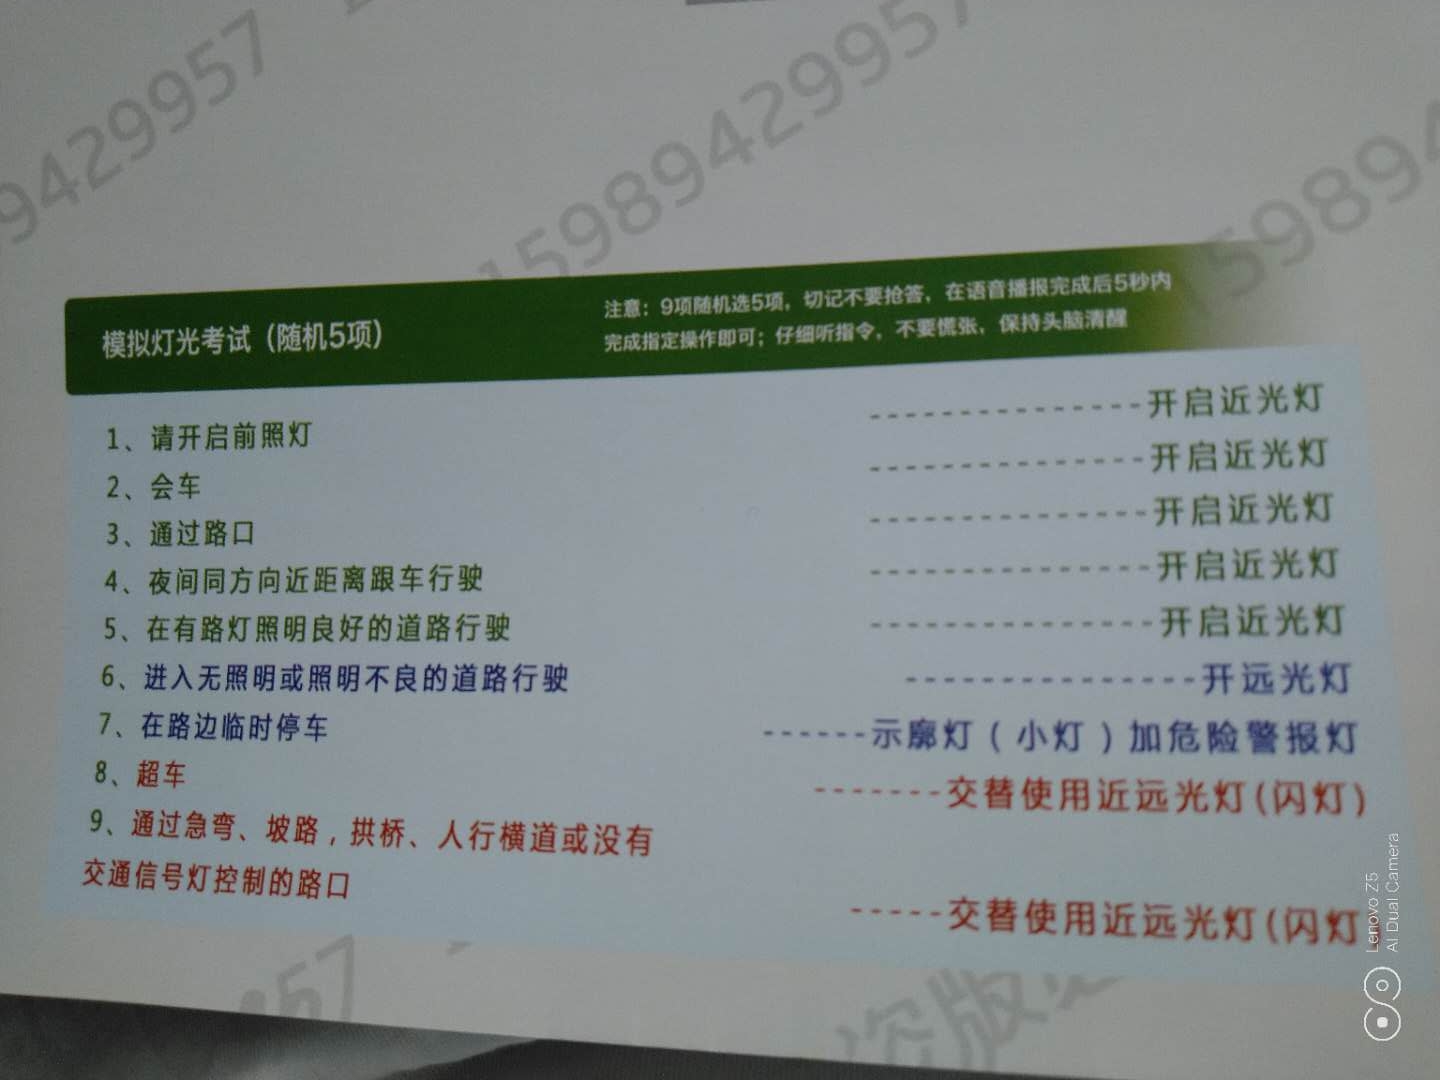 429957
15989429957
15989
模拟灯光考试（随机5项）
注意：9项随机选5项，切记不要抢答，在语音播报完成后5秒内
完成指定操作即可；仔细听指令，不要慌张，保持头脑清醒
1、请开启前照灯 ---------------开启近光灯
2、会车 ---------------开启近光灯
3、通过路口 ---------------开启近光灯
4、夜间同方向近距离跟车行驶 ---------------开启近光灯
5、在有路灯照明良好的道路行驶 ---------------开启近光灯
6、进入无照明或照明不良的道路行驶 ---------------开远光灯
7、在路边临时停车 ------示廓灯（小灯）加危险警报灯
8、超车 -------交替使用近远光灯(闪灯)
9、通过急弯、坡路，拱桥、人行横道或没有
交通信号灯控制的路口
-----交替使用近远光灯(闪灯
957
版
Lenovo Z5
AI Dual Camera